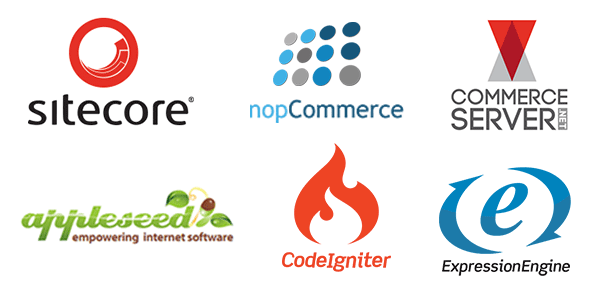 sitecore®
nopCommerce
COMMERCE
SERVER.NET
appleseed
empowering internet software
CodeIgniter
e
ExpressionEngine